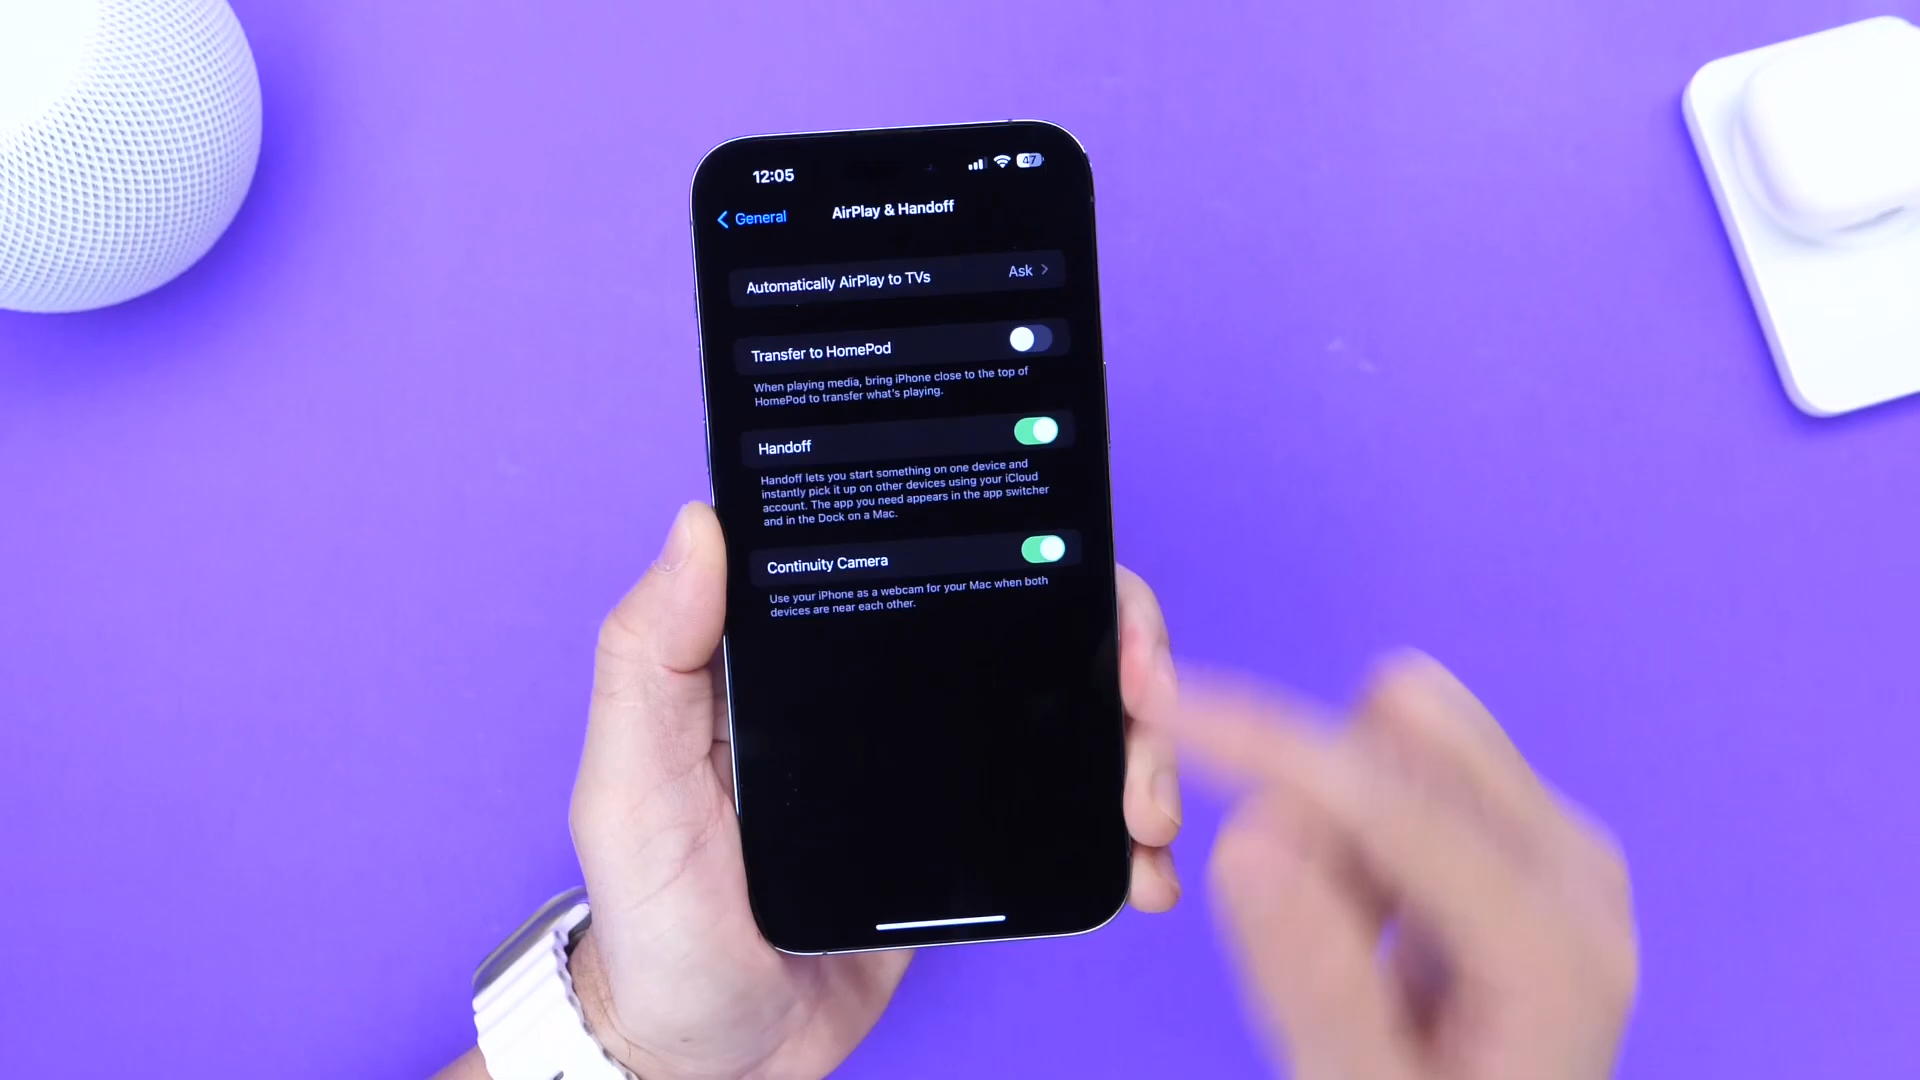 12:05
47
General
AirPlay & Handoff
Automatically AirPlay to TVs
Ask
Transfer to HomePod
When playing media, bring iPhone close to the top of
HomePod to transfer what's playing.
Handoff
Handoff lets you start something on one device and
instantly pick it up on other devices using your iCloud
account. The app you need appears in the app switcher
and in the Dock on a Mac.
Continuity Camera
Use your iPhone as a webcam for your Mac when both
devices are near each other.